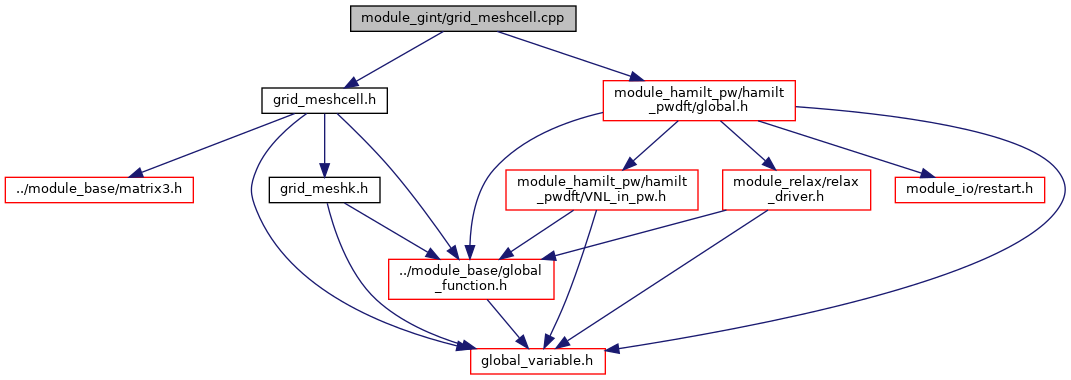 module_gint/grid_meshcell.cpp
grid_meshcell.h
module_hamilt_pw/hamilt
_pwdft/global.h
../module_base/matrix3.h
grid_meshk.h
module_hamilt_pw/hamilt
_pwdft/VNL_in_pw.h
module_relax/relax
_driver.h
module_io/restart.h
../module_base/global
_function.h
global_variable.h